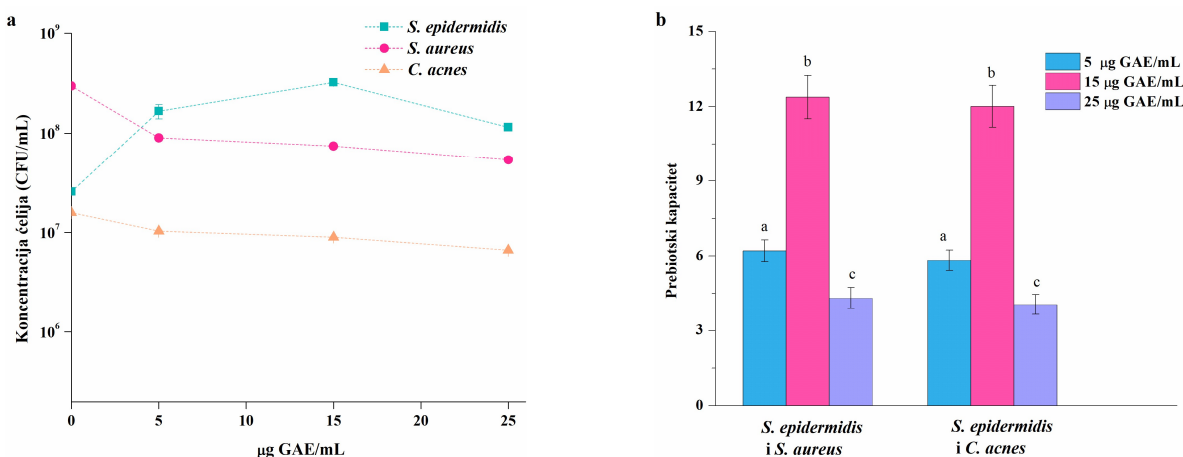 a
10⁹
10⁸
10⁷
10⁶
Koncentracija ćelija (CFU/mL)
S. epidermidis
S. aureus
C. acnes
0 5 10 15 20 25
μg GAE/mL
b
15
12
9
6
3
0
Prebiotski kapacitet
5 μg GAE/mL
15 μg GAE/mL
25 μg GAE/mL
a b c
a b c
S. epidermidis
i S. aureus
S. epidermidis
i C. acnes